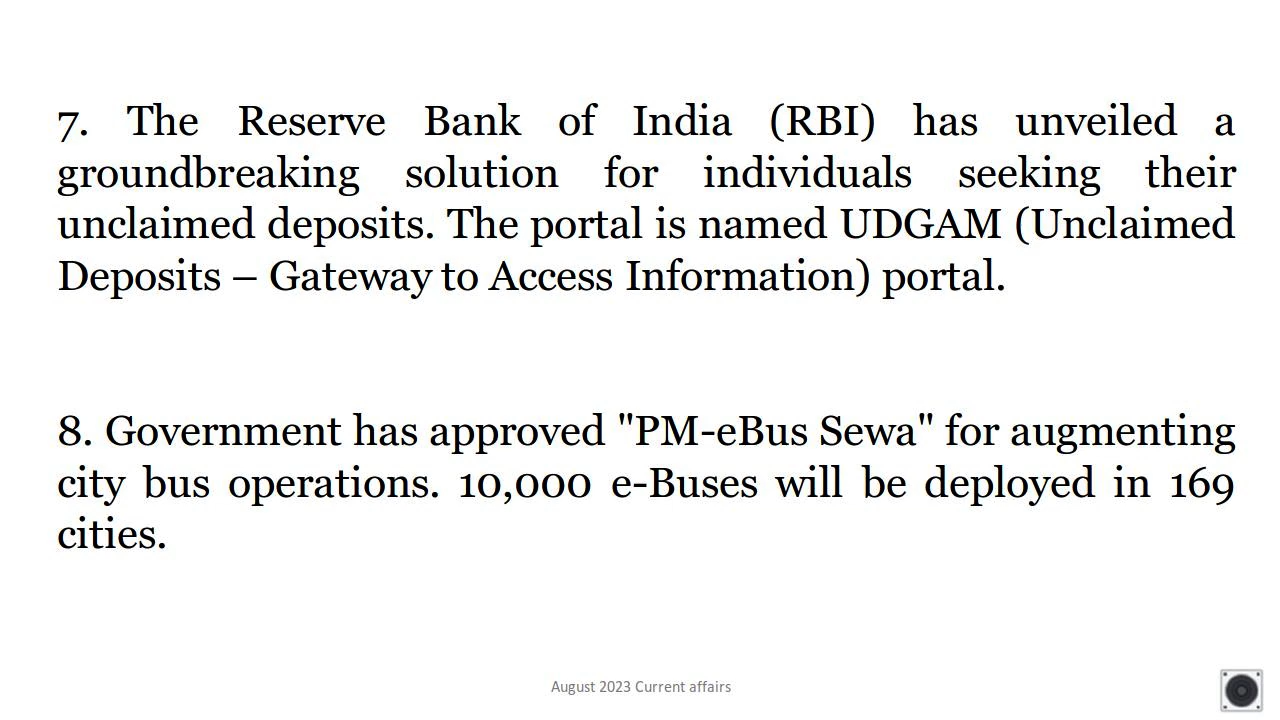 7. The Reserve Bank of India (RBI) has unveiled a
groundbreaking solution for individuals seeking their
unclaimed deposits. The portal is named UDGAM (Unclaimed
Deposits – Gateway to Access Information) portal.
8. Government has approved "PM-eBus Sewa" for augmenting
city bus operations. 10,000 e-Buses will be deployed in 169
cities.
August 2023 Current affairs